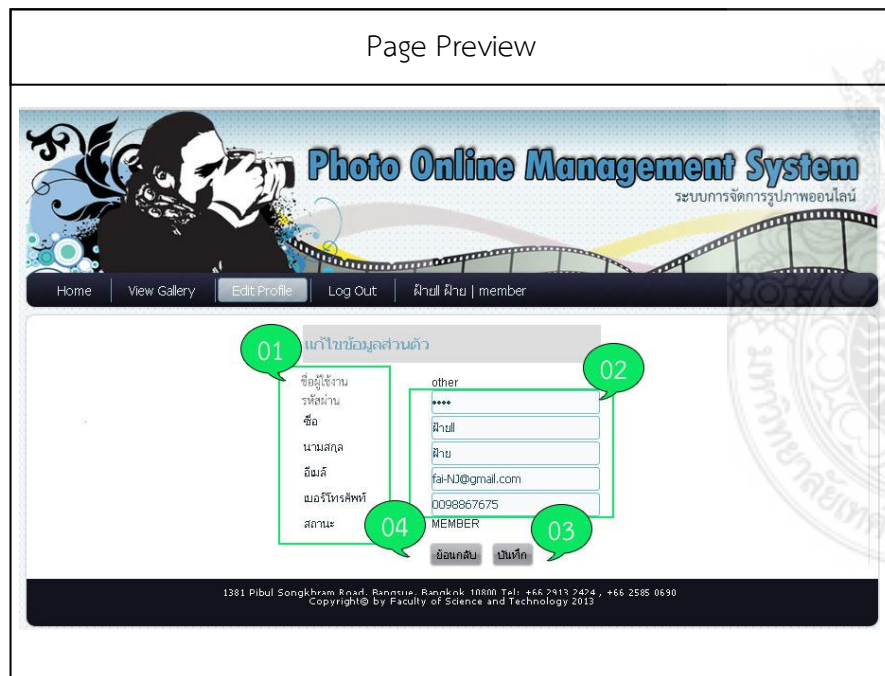 Page Preview
Photo Online Management System
ระบบการจัดการรูปภาพออนไลน์
Home View Gallery Edit Profile Log Out ฝ้ายll ฝ้าย | member
01 แก้ไขข้อมูลส่วนตัว
02
ชื่อผู้ใช้งาน other
รหัสผ่าน ••••
ชื่อ ฝ้ายll
นามสกุล ฝ้าย
อีเมล์ fai-NJ@gmail.com
เบอร์โทรศัพท์ 0098867675
สถานะ 04 MEMBER 03
ย้อนกลับ บันทึก
1381 Pibul Songkhram Road, Bangsue, Bangkok 10800 Tel: +66 2913 2424 , +66 2585 0690
Copyright© by Faculty of Science and Technology 2013